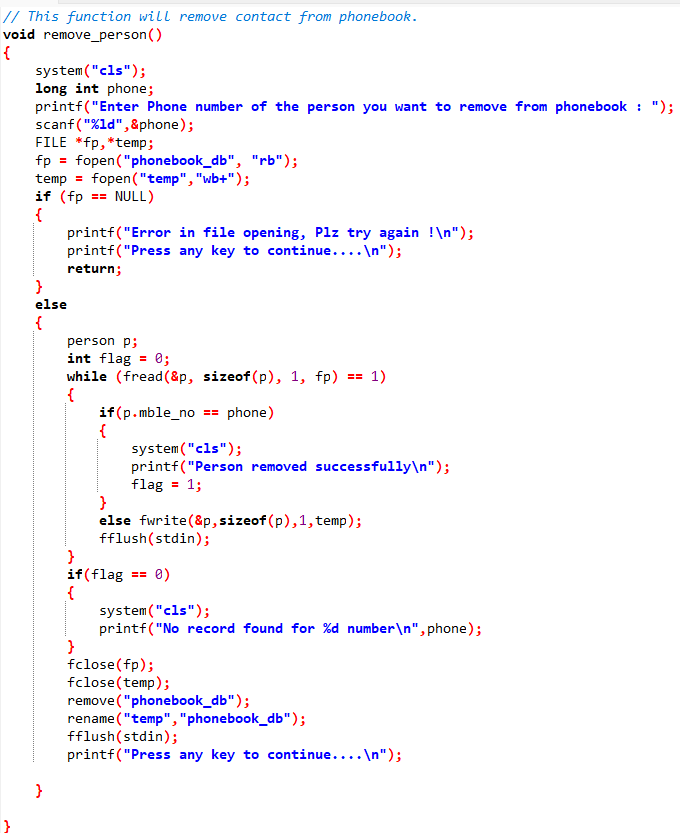 // This function will remove contact from phonebook.
void remove_person()
{
    system("cls");
    long int phone;
    printf("Enter Phone number of the person you want to remove from phonebook : ");
    scanf("%ld",&phone);
    FILE *fp,*temp;
    fp = fopen("phonebook_db", "rb");
    temp = fopen("temp","wb+");
    if (fp == NULL)
    {
        printf("Error in file opening, Plz try again !\n");
        printf("Press any key to continue....\n");
        return;
    }
    else
    {
        person p;
        int flag = 0;
        while (fread(&p, sizeof(p), 1, fp) == 1)
        {
            if(p.mble_no == phone)
            {
                system("cls");
                printf("Person removed successfully\n");
                flag = 1;
            }
            else fwrite(&p,sizeof(p),1,temp);
            fflush(stdin);
        }
        if(flag == 0)
        {
            system("cls");
            printf("No record found for %d number\n",phone);
        }
        fclose(fp);
        fclose(temp);
        remove("phonebook_db");
        rename("temp","phonebook_db");
        fflush(stdin);
        printf("Press any key to continue....\n");

    }

}